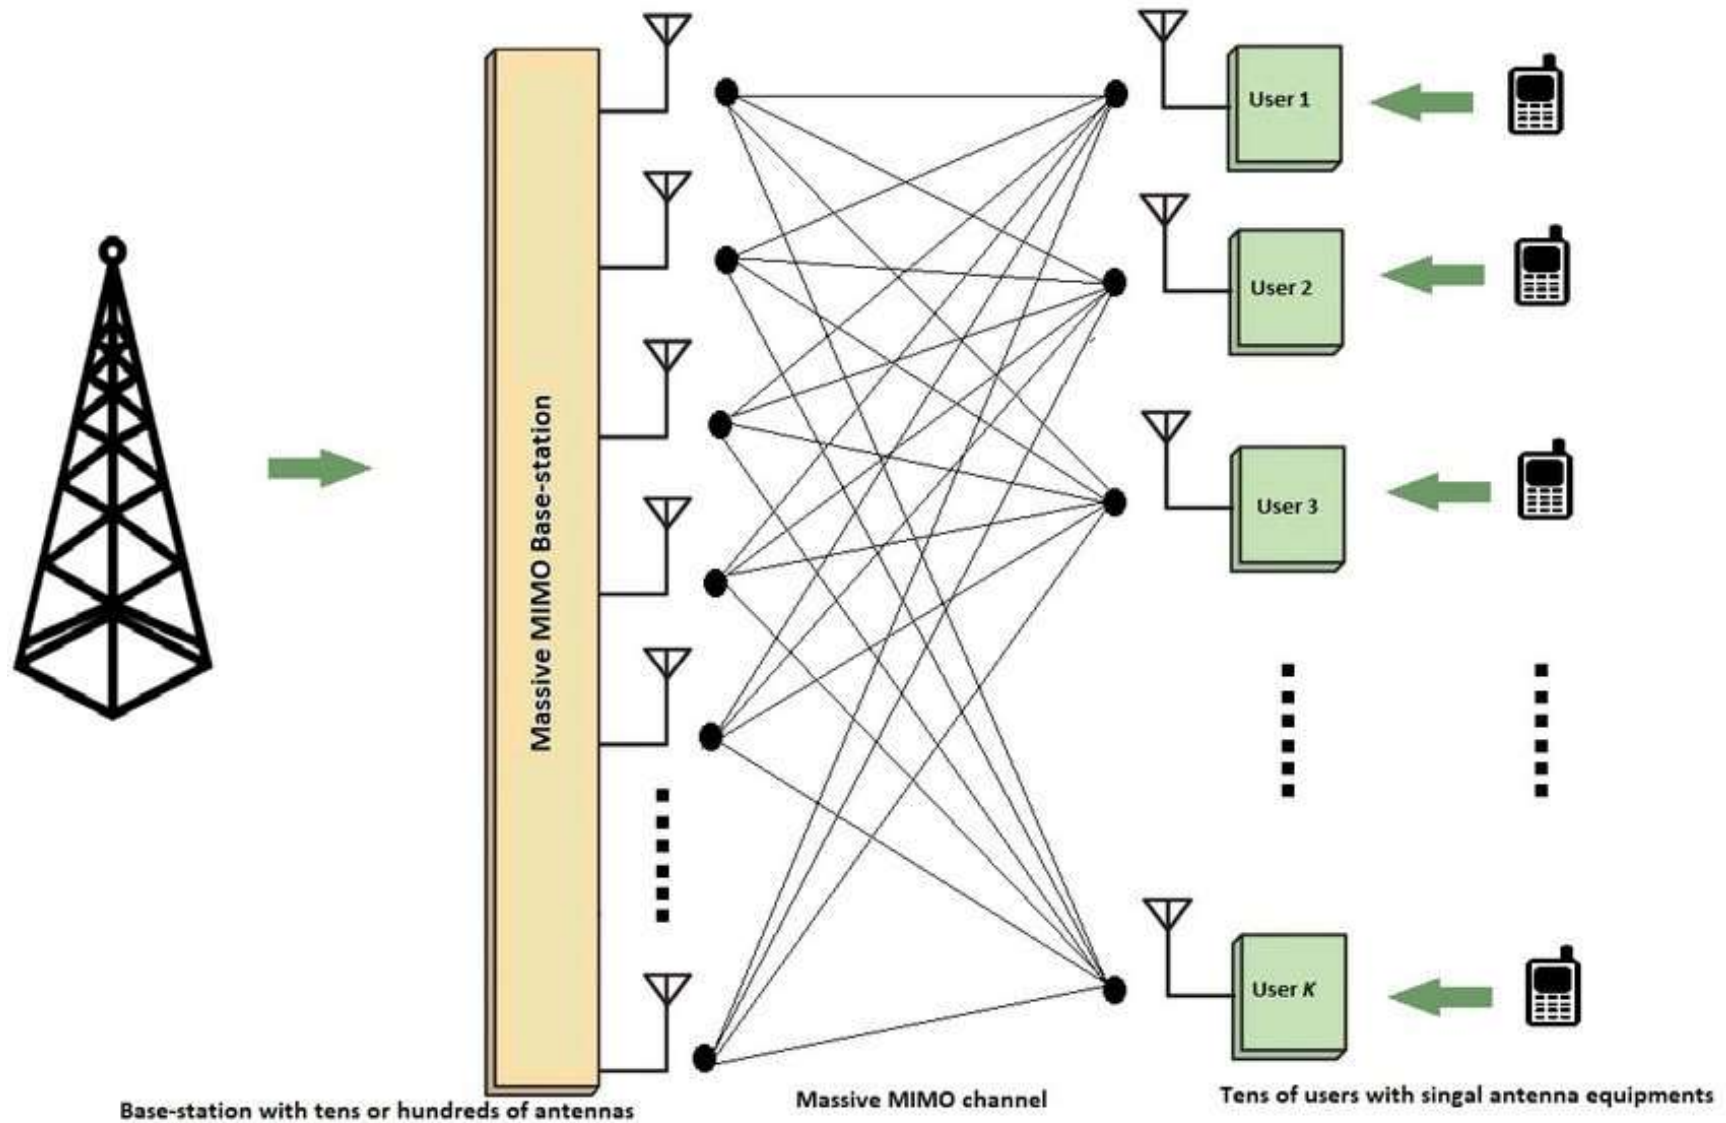 User 1
User 2
Massive MIMO Base-station
User 3
User K
Base-station with tens or hundreds of antennas
Massive MIMO channel
Tens of users with singal antenna equipments